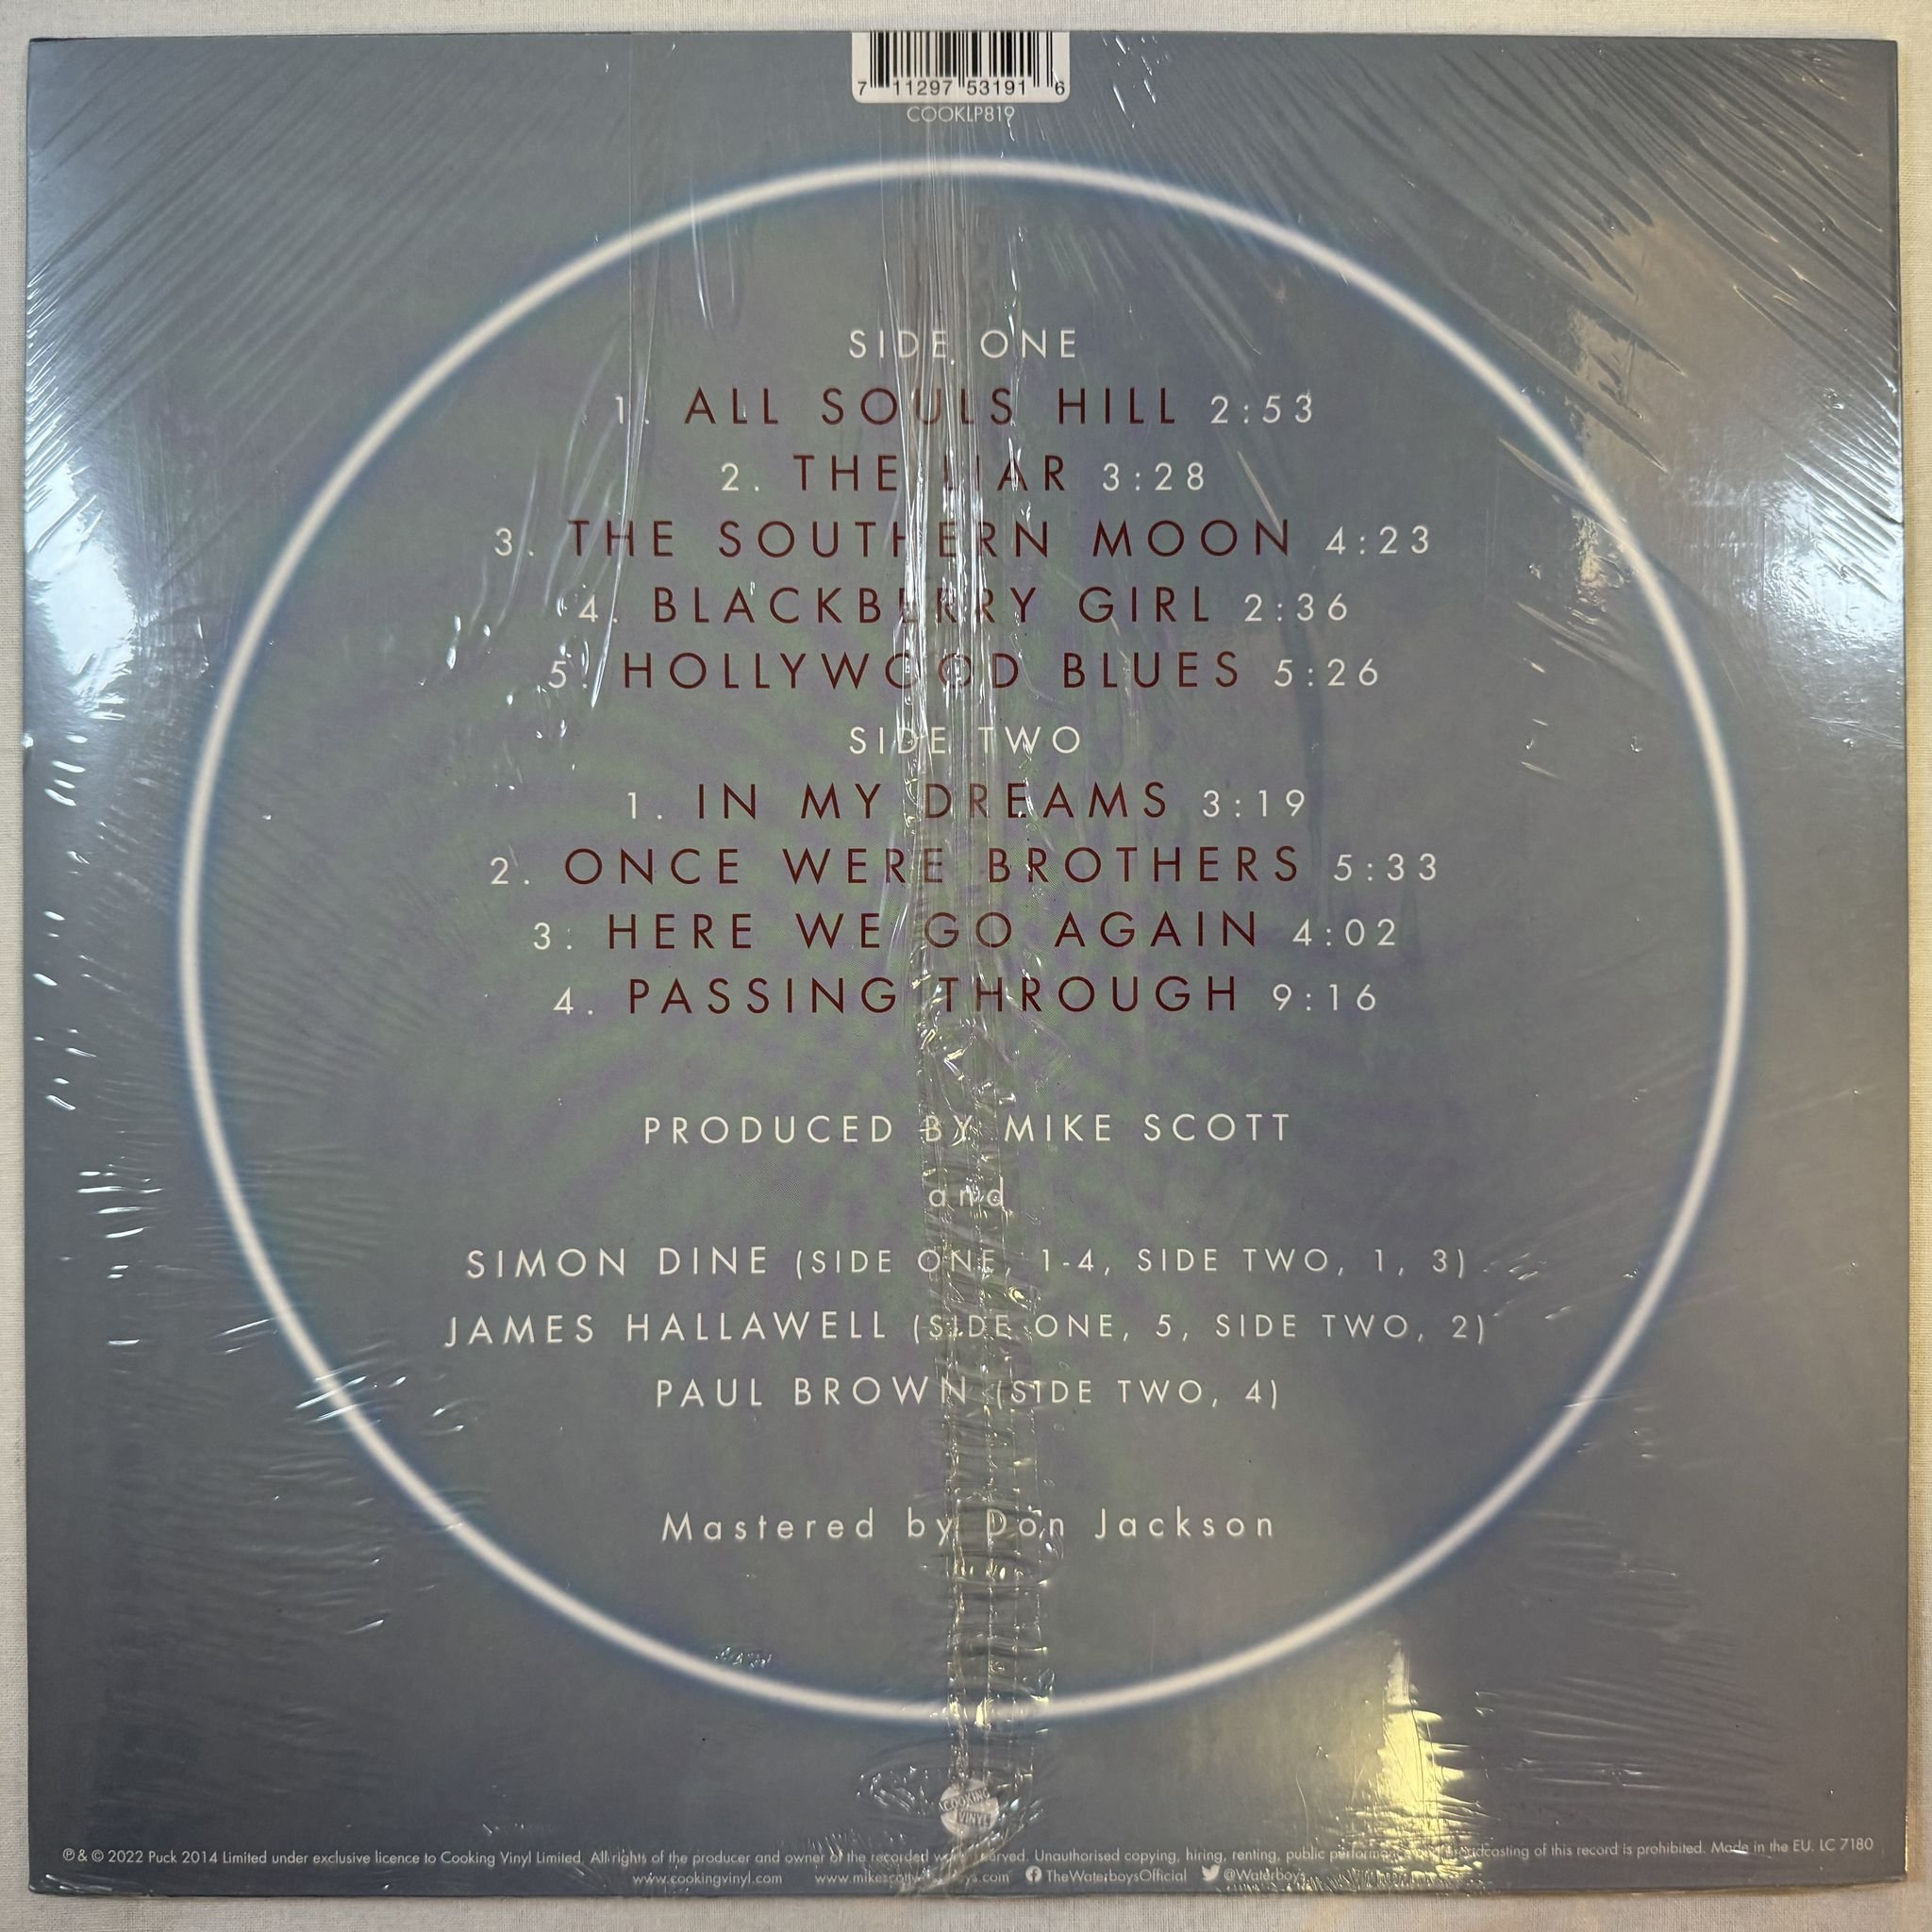 7 11297 53191 6
COOKLP819
SIDE ONE
1. ALL SOULS HILL 2:53
2. THE LIAR 3:28
3. THE SOUTHERN MOON 4:23
4. BLACKBERRY GIRL 2:36
5. HOLLYWOOD BLUES 5:26
SIDE TWO
1. IN MY DREAMS 3:19
2. ONCE WERE BROTHERS 5:33
3. HERE WE GO AGAIN 4:02
4. PASSING THROUGH 9:16
PRODUCED BY MIKE SCOTT
and
SIMON DINE (SIDE ONE, 1-4, SIDE TWO, 1, 3)
JAMES HALLAWELL (SIDE ONE, 5, SIDE TWO, 2)
PAUL BROWN (SIDE TWO, 4)
Mastered by Don Jackson
COOKING
VINYL
℗ & © 2022 Puck 2014 Limited under exclusive licence to Cooking Vinyl Limited. All rights of the producer and owner of the recorded work reserved. Unauthorised copying, hiring, renting, public performance and broadcasting of this record is prohibited. Made in the EU. LC 7180
www.cookingvinyl.com TheWaterboysOfficial